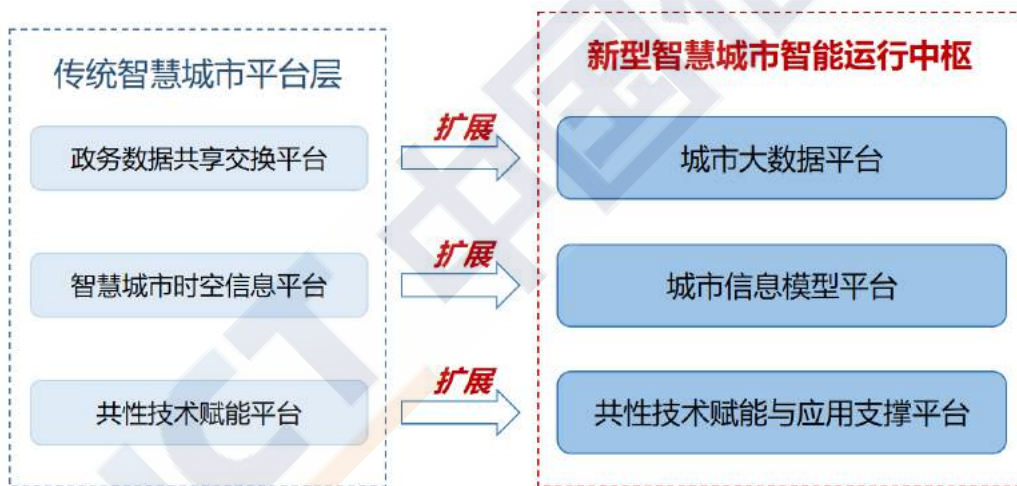 传统智慧城市平台层
新型智慧城市智能运行中枢
政务数据共享交换平台
扩展
城市大数据平台
智慧城市时空信息平台
扩展
城市信息模型平台
共性技术赋能平台
扩展
共性技术赋能与应用支撑平台